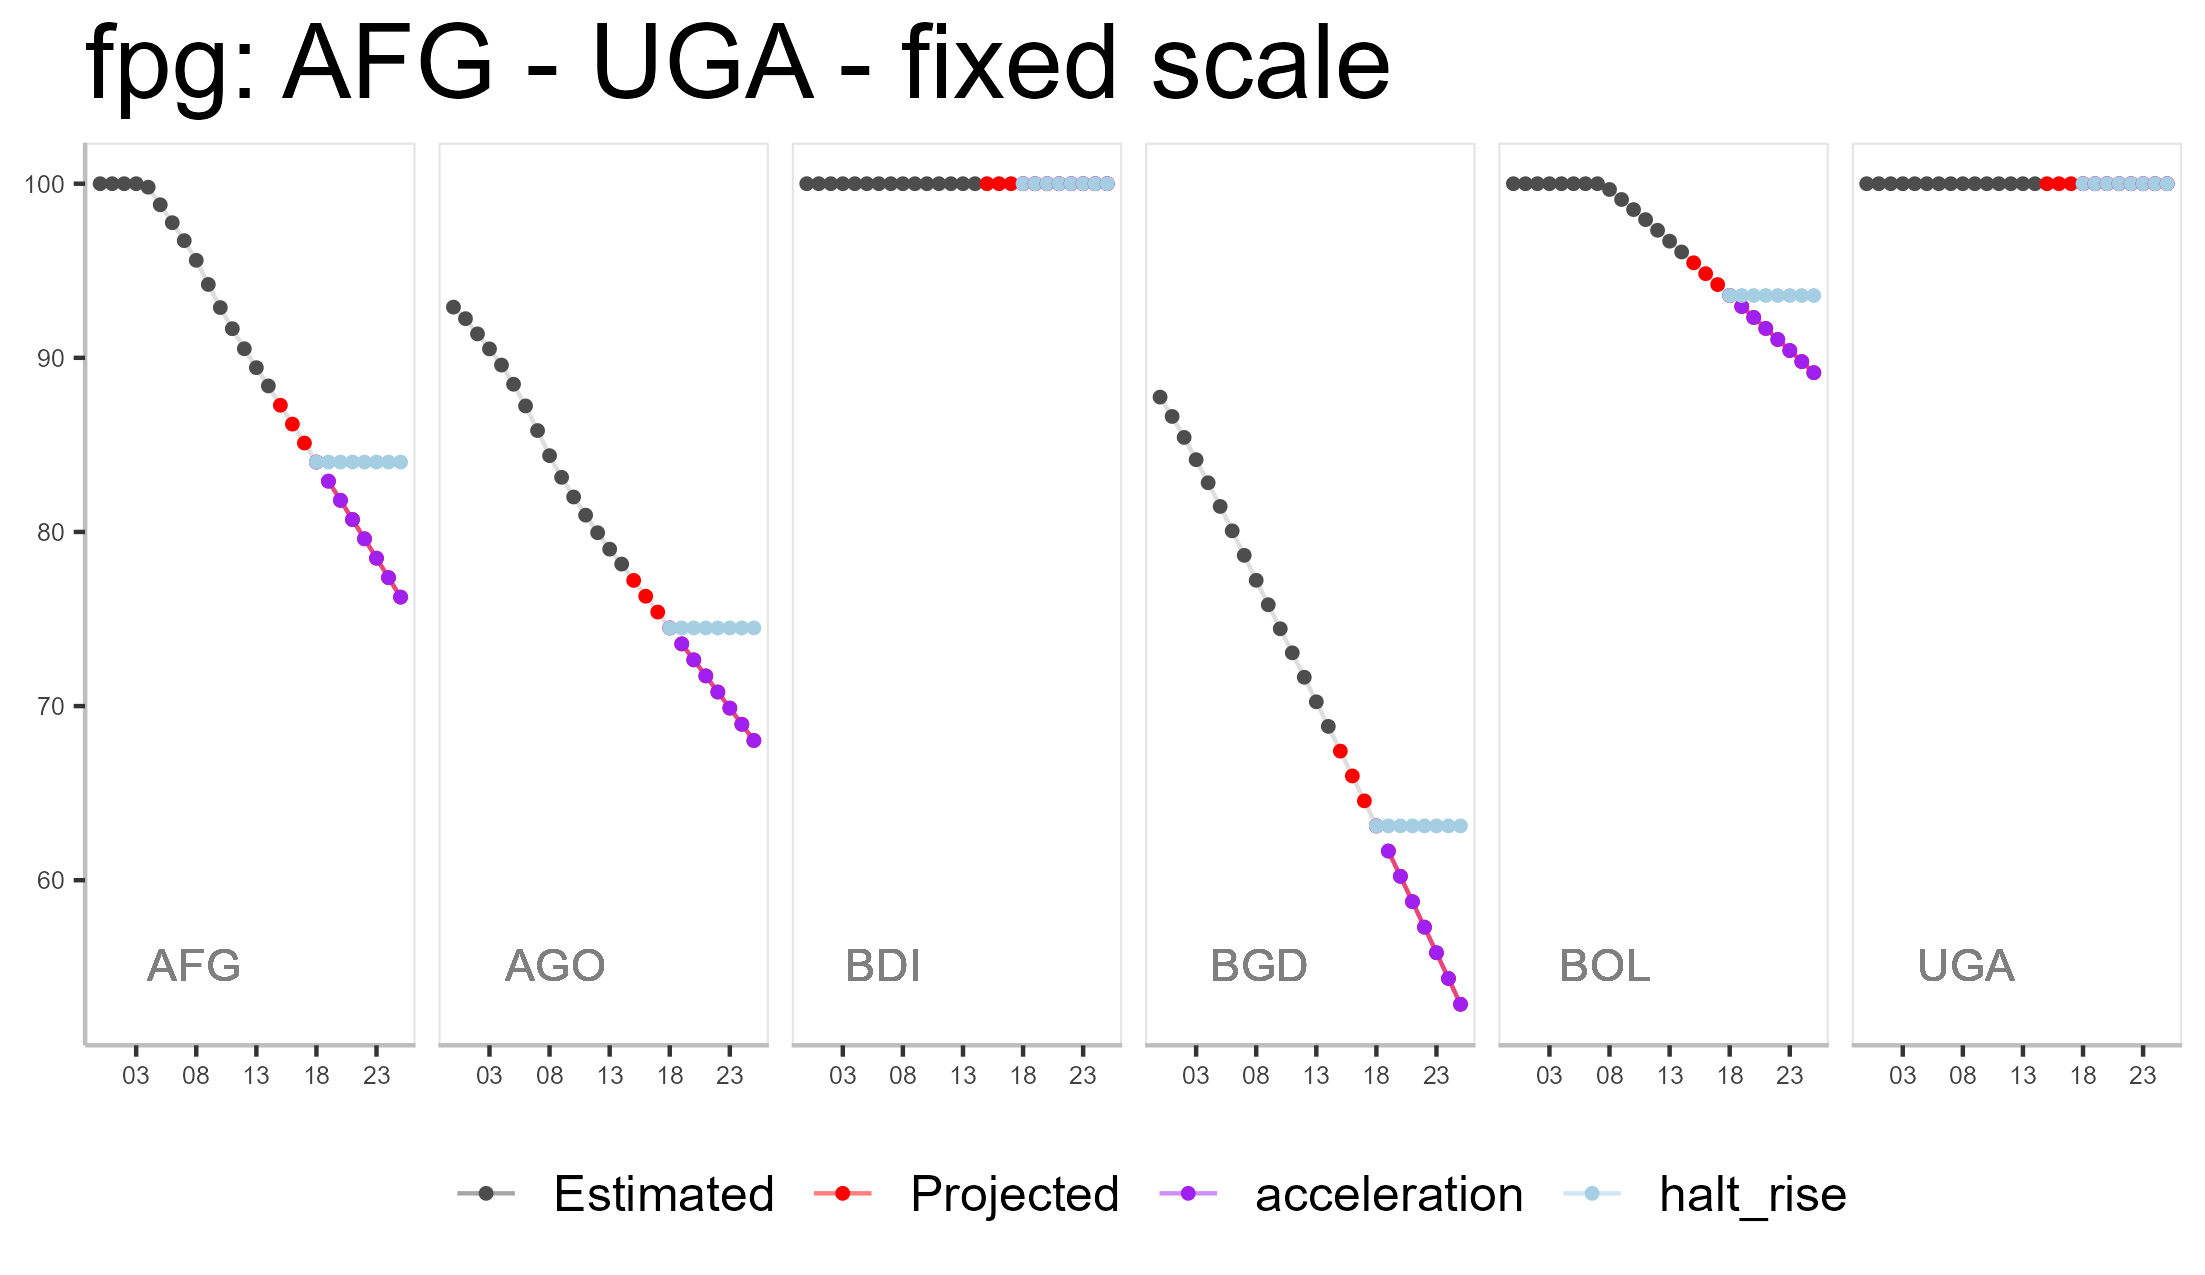 fpg: AFG - UGA - fixed scale
100
90
80
70
60
AFG AGO BDI BGD BOL UGA
03 08 13 18 23 03 08 13 18 23 03 08 13 18 23 03 08 13 18 23 03 08 13 18 23 03 08 13 18 23
Estimated Projected acceleration halt_rise